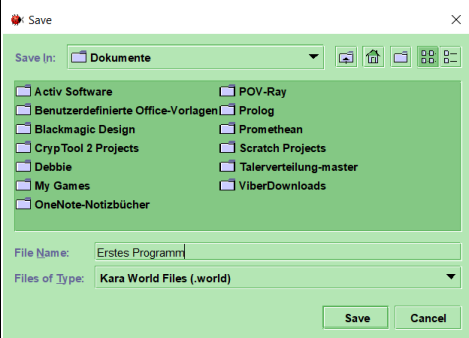 Save
Save In: Dokumente
Activ Software
Benutzerdefinierte Office-Vorlagen
Blackmagic Design
CrypTool 2 Projects
Debbie
My Games
OneNote-Notizbücher
POV-Ray
Prolog
Promethean
Scratch Projects
Talerverteilung-master
ViberDownloads
File Name: Erstes Programm
Files of Type: Kara World Files (.world)
Save Cancel